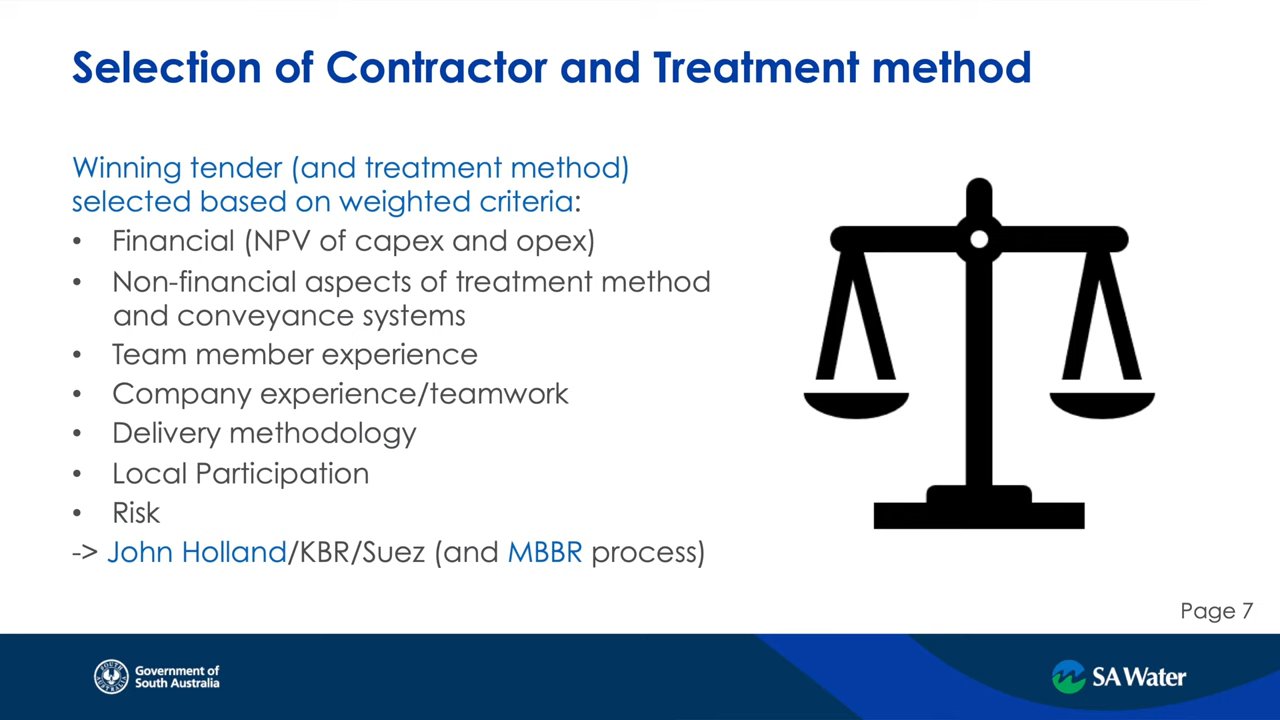 Selection of Contractor and Treatment method
Winning tender (and treatment method)
selected based on weighted criteria:
• Financial (NPV of capex and opex)
• Non-financial aspects of treatment method
and conveyance systems
• Team member experience
• Company experience/teamwork
• Delivery methodology
• Local Participation
• Risk
-> John Holland/KBR/Suez (and MBBR process)
Page 7
Government of
South Australia
SA Water